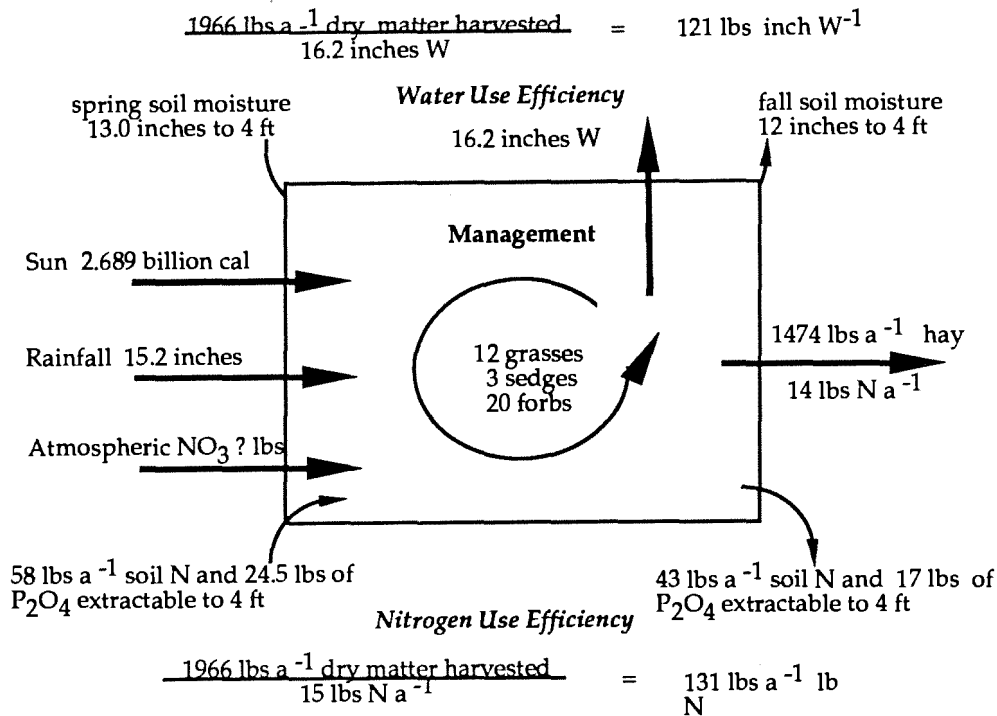 1966 lbs a -1 dry matter harvested
16.2 inches W
= 121 lbs inch W-1
Water Use Efficiency
spring soil moisture
13.0 inches to 4 ft
16.2 inches W
fall soil moisture
12 inches to 4 ft
Management
Sun 2.689 billion cal
Rainfall 15.2 inches
Atmospheric NO3 ? lbs
12 grasses
3 sedges
20 forbs
1474 lbs a -1 hay
14 lbs N a -1
58 lbs a -1 soil N and 24.5 lbs of
P2O4 extractable to 4 ft
43 lbs a -1 soil N and 17 lbs of
P2O4 extractable to 4 ft
Nitrogen Use Efficiency
1966 lbs a -1 dry matter harvested
15 lbs N a -1
= 131 lbs a -1 lb
N